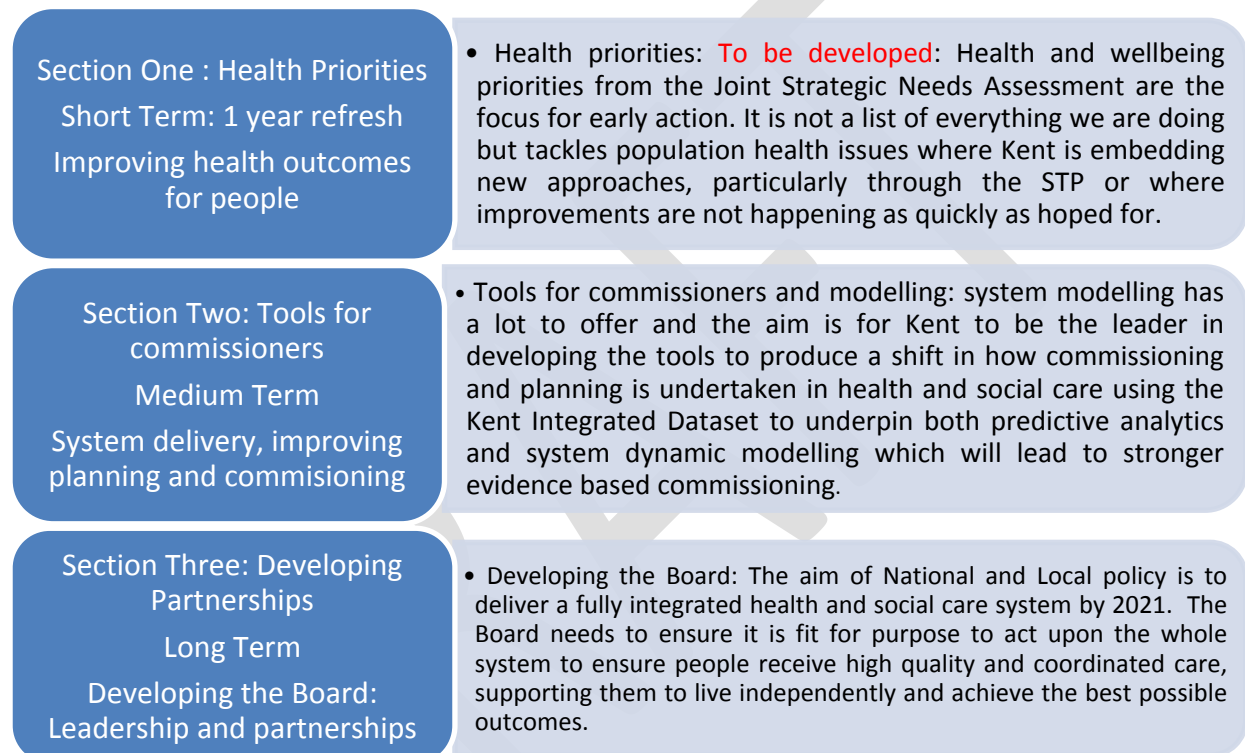 Section One : Health Priorities
Short Term: 1 year refresh
Improving health outcomes
for people
• Health priorities: To be developed: Health and wellbeing
priorities from the Joint Strategic Needs Assessment are the
focus for early action. It is not a list of everything we are doing
but tackles population health issues where Kent is embedding
new approaches, particularly through the STP or where
improvements are not happening as quickly as hoped for.
Section Two: Tools for
commissioners
Medium Term
System delivery, improving
planning and commisioning
• Tools for commissioners and modelling: system modelling has
a lot to offer and the aim is for Kent to be the leader in
developing the tools to produce a shift in how commissioning
and planning is undertaken in health and social care using the
Kent Integrated Dataset to underpin both predictive analytics
and system dynamic modelling which will lead to stronger
evidence based commissioning.
Section Three: Developing
Partnerships
Long Term
Developing the Board:
Leadership and partnerships
• Developing the Board: The aim of National and Local policy is to
deliver a fully integrated health and social care system by 2021. The
Board needs to ensure it is fit for purpose to act upon the whole
system to ensure people receive high quality and coordinated care,
supporting them to live independently and achieve the best possible
outcomes.